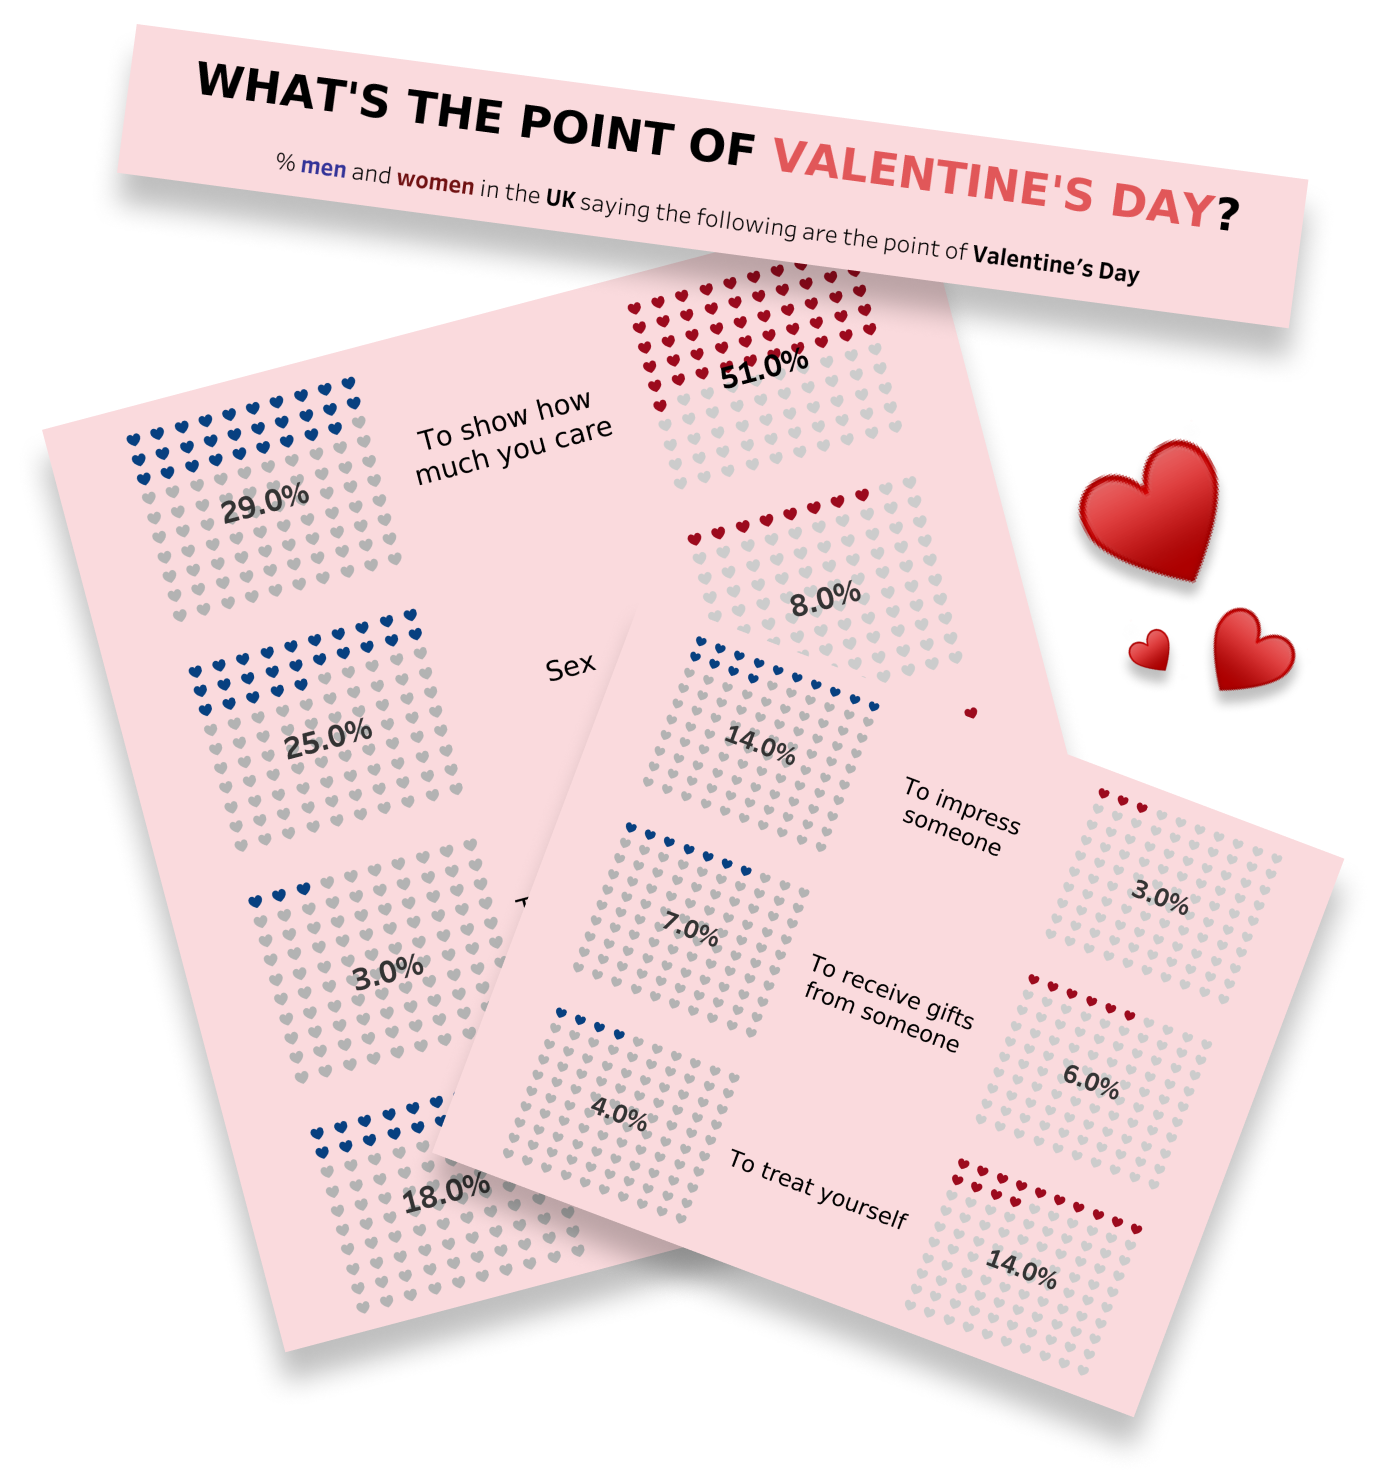 WHAT'S THE POINT OF VALENTINE'S DAY?
% men and women in the UK saying the following are the point of Valentine’s Day
29.0%
To show how
much you care
51.0%
25.0%
Sex
8.0%
3.0%
18.0%
14.0%
To impress
someone
3.0%
7.0%
To receive gifts
from someone
6.0%
4.0%
To treat yourself
14.0%